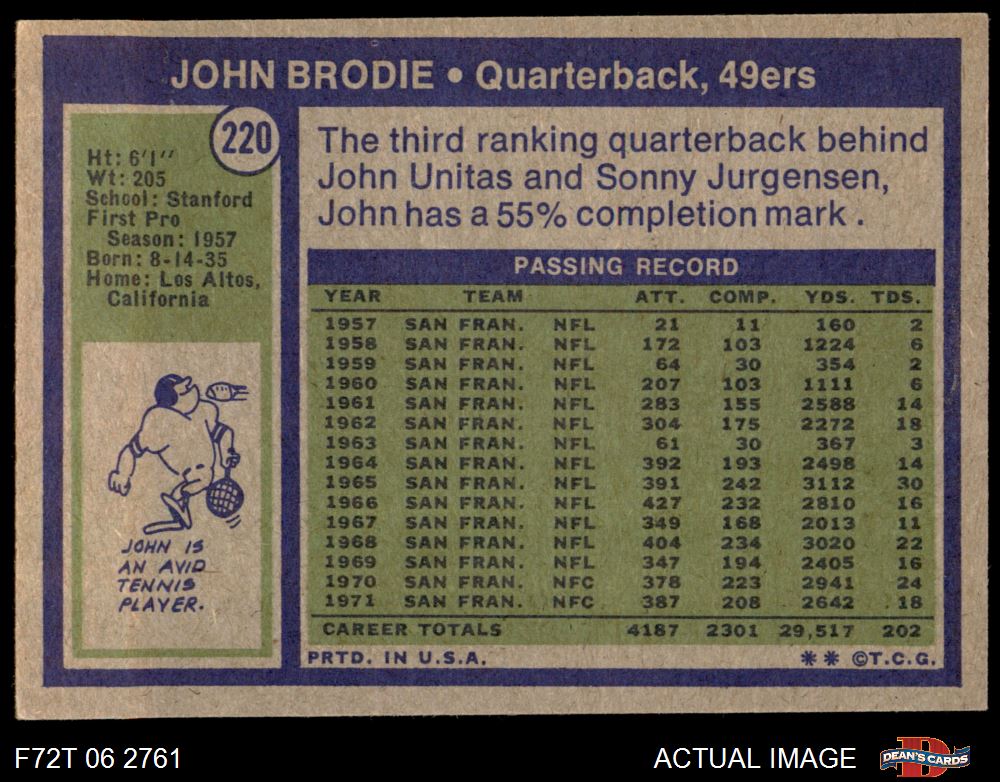 JOHN BRODIE • Quarterback, 49ers
220
Ht: 6'1''
Wt: 205
School: Stanford
First Pro
Season: 1957
Born: 8-14-35
Home: Los Altos,
California
JOHN IS
AN AVID
TENNIS
PLAYER.
The third ranking quarterback behind
John Unitas and Sonny Jurgensen,
John has a 55% completion mark .
PASSING RECORD
YEAR TEAM ATT. COMP. YDS. TDS.
1957 SAN FRAN. NFL 21 11 160 2
1958 SAN FRAN. NFL 172 103 1224 6
1959 SAN FRAN. NFL 64 30 354 2
1960 SAN FRAN. NFL 207 103 1111 6
1961 SAN FRAN. NFL 283 155 2588 14
1962 SAN FRAN. NFL 304 175 2272 18
1963 SAN FRAN. NFL 61 30 367 3
1964 SAN FRAN. NFL 392 193 2498 14
1965 SAN FRAN. NFL 391 242 3112 30
1966 SAN FRAN. NFL 427 232 2810 16
1967 SAN FRAN. NFL 349 168 2013 11
1968 SAN FRAN. NFL 404 234 3020 22
1969 SAN FRAN. NFL 347 194 2405 16
1970 SAN FRAN. NFC 378 223 2941 24
1971 SAN FRAN. NFC 387 208 2642 18
CAREER TOTALS 4187 2301 29,517 202
PRTD. IN U.S.A. ** ©T.C.G.
F72T 06 2761 ACTUAL IMAGE DEAN'S CARDS